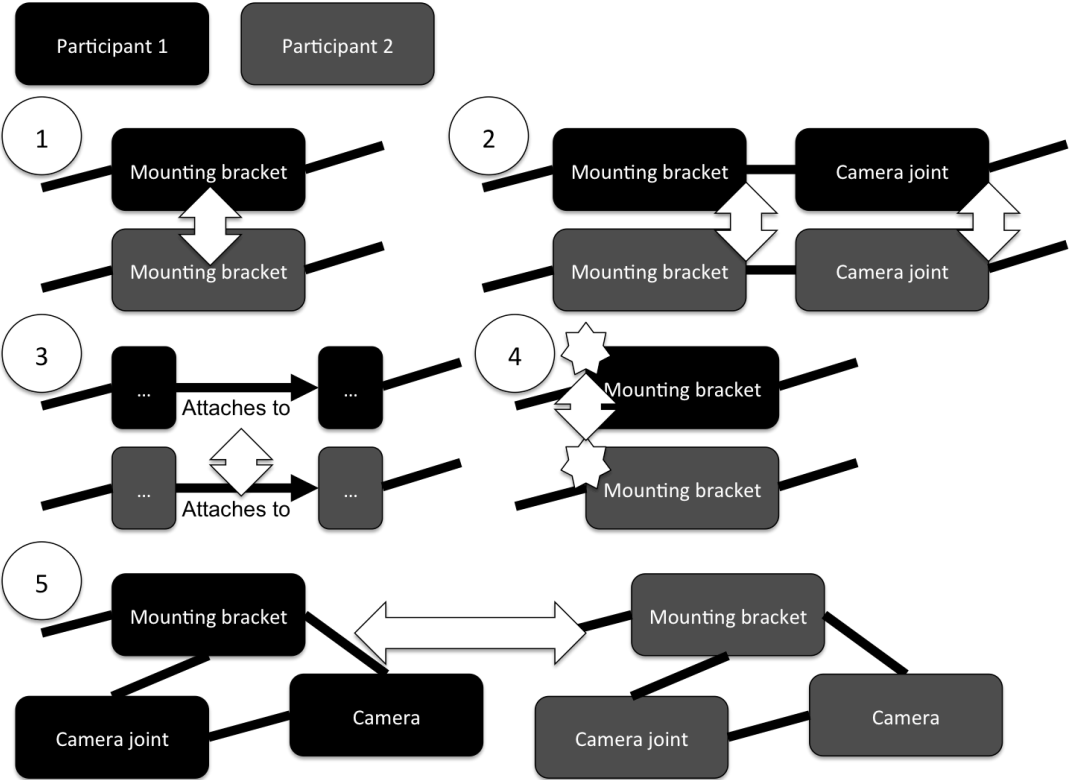 Participant 1
Participant 2
1
Mounting bracket
Mounting bracket
2
Mounting bracket
Camera joint
Mounting bracket
Camera joint
3
...
Attaches to
...
...
Attaches to
...
4
Mounting bracket
Mounting bracket
5
Mounting bracket
Mounting bracket
Camera joint
Camera
Camera joint
Camera